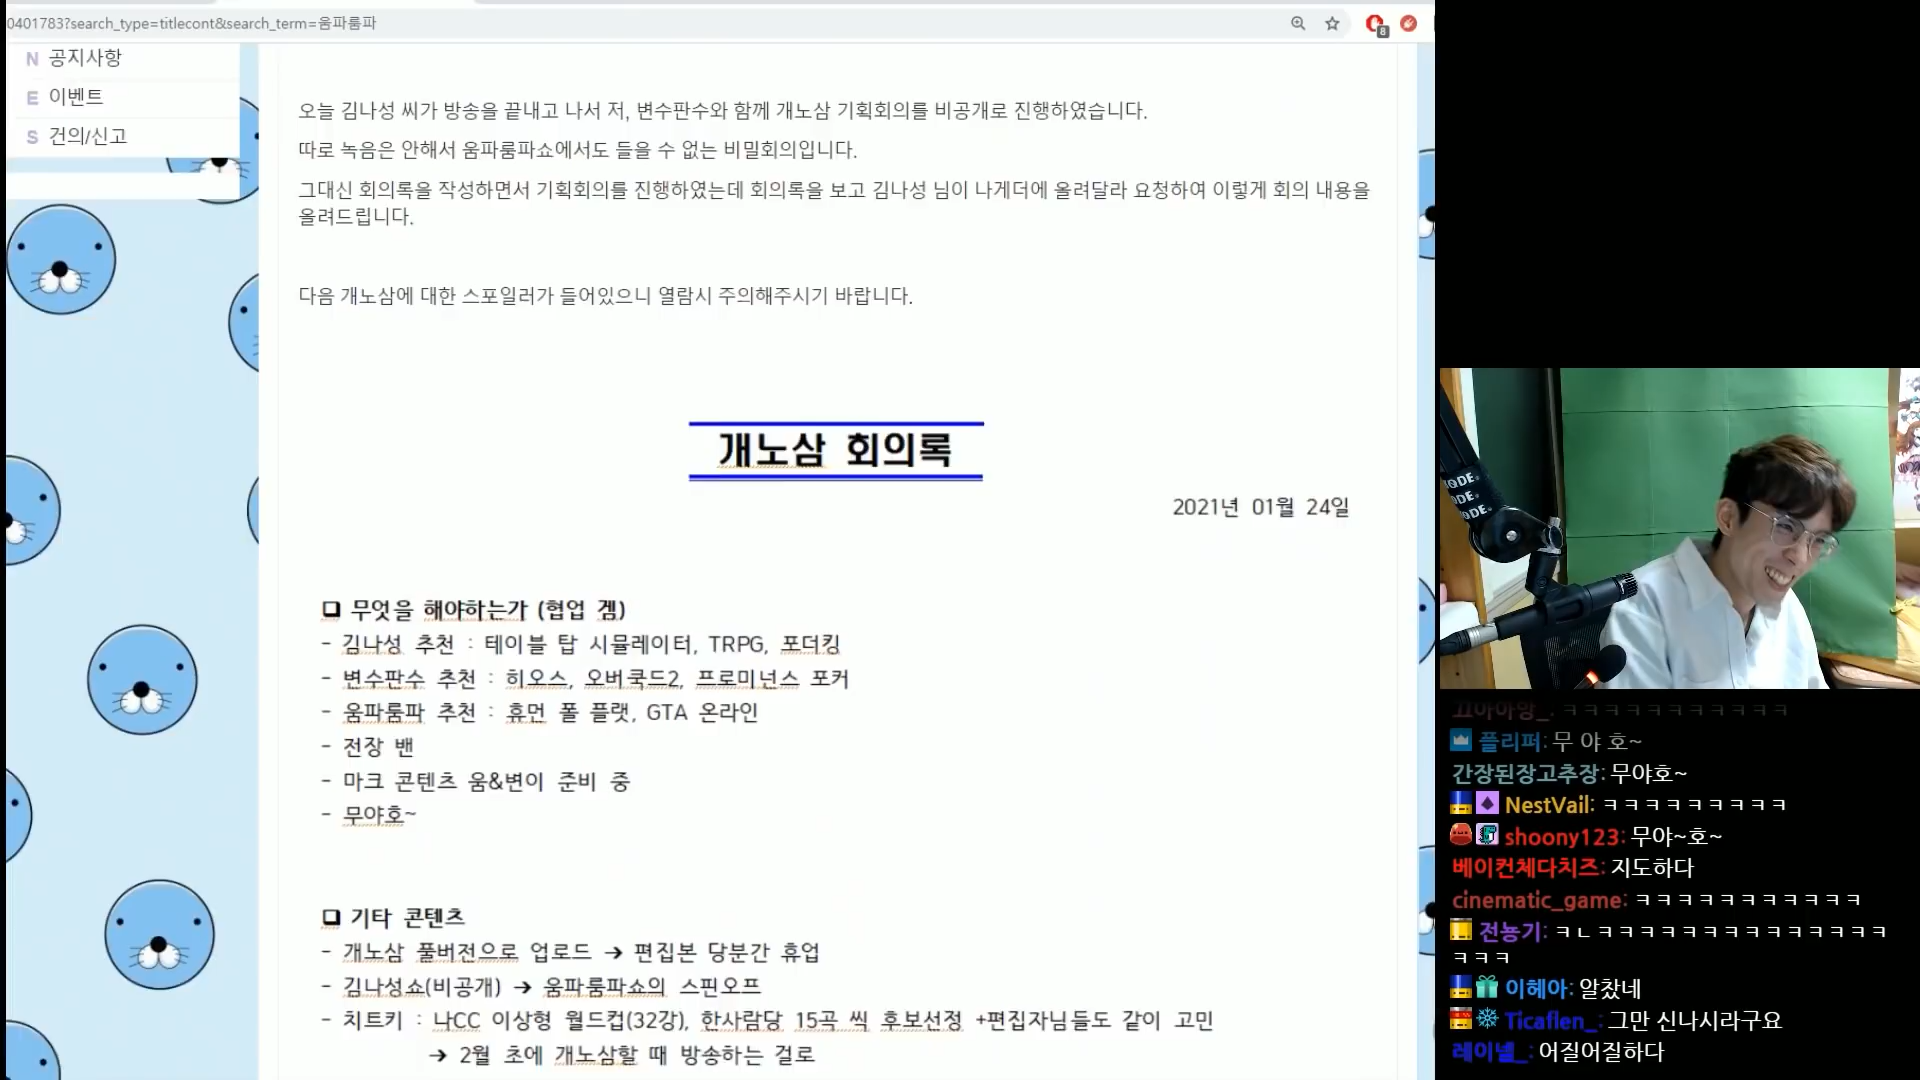 0401783?search_type=titlecont&search_term=움파룸파
8
N 공지사항
E 이벤트
S 건의/신고
오늘 김나성 씨가 방송을 끝내고 나서 저, 변수판수와 함께 개노삼 기획회의를 비공개로 진행하였습니다.
따로 녹음은 안해서 움파룸파쇼에서도 들을 수 없는 비밀회의입니다.
그대신 회의록을 작성하면서 기획회의를 진행하였는데 회의록을 보고 김나성 님이 나게더에 올려달라 요청하여 이렇게 회의 내용을
올려드립니다.
다음 개노삼에 대한 스포일러가 들어있으니 열람시 주의해주시기 바랍니다.
개노삼 회의록
2021년 01월 24일
❑ 무엇을 해야하는가 (협업 겜)
- 김나성 추천 : 테이블 탑 시뮬레이터, TRPG, 포더킹
- 변수판수 추천 : 히오스, 오버쿡드2, 프로미넌스 포커
- 움파룸파 추천 : 휴먼 폴 플랫, GTA 온라인
- 전장 밴
- 마크 콘텐츠 움&변이 준비 중
- 무야호~
❑ 기타 콘텐츠
- 개노삼 풀버전으로 업로드 → 편집본 당분간 휴업
- 김나성쇼(비공개) → 움파룸파쇼의 스핀오프
- 치트키 : 나CC 이상형 월드컵(32강), 한사람당 15곡 씩 후보선정 +편집자님들도 같이 고민
→ 2월 초에 개노삼할 때 방송하는 걸로
플리퍼: 무 야 호~
간장된장고추장: 무야호~
NestVail: ㅋㅋㅋㅋㅋㅋㅋㅋㅋ
shoony123: 무야~호~
베이컨체다치즈: 지도하다
cinematic_game: ㅋㅋㅋㅋㅋㅋㅋㅋㅋㅋㅋ
전뇽기: ㅋㄴㅋㅋㅋㅋㅋㅋㅋㅋㅋㅋㅋㅋㅋㅋ
ㅋㅋㅋ
이헤아: 알찼네
Ticaflen_: 그만 신나시라구요
레이넬_: 어질어질하다